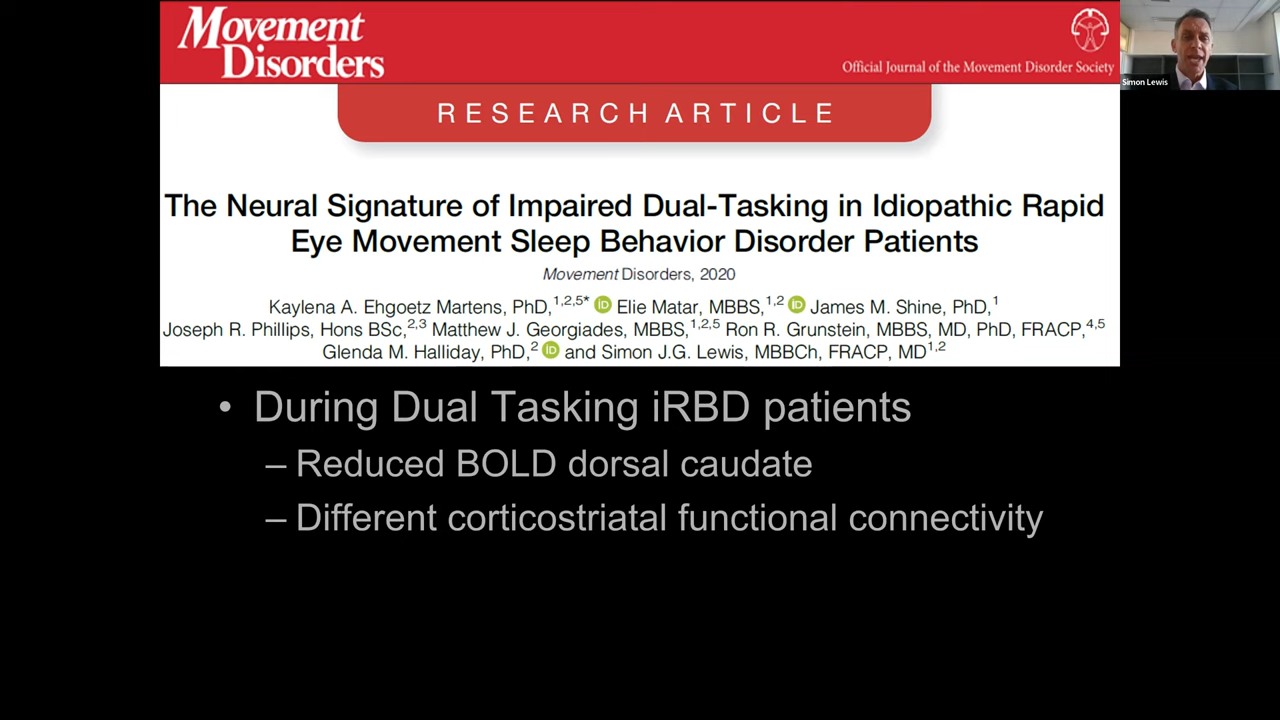 Movement
Disorders
Official Journal of the Movement Disorder Society
Simon Lewis
RESEARCH ARTICLE
The Neural Signature of Impaired Dual-Tasking in Idiopathic Rapid
Eye Movement Sleep Behavior Disorder Patients
Movement Disorders, 2020
Kaylena A. Ehgoetz Martens, PhD,1,2,5* iD Elie Matar, MBBS,1,2 iD James M. Shine, PhD,1
Joseph R. Phillips, Hons BSc,2,3 Matthew J. Georgiades, MBBS,1,2,5 Ron R. Grunstein, MBBS, MD, PhD, FRACP,4,5
Glenda M. Halliday, PhD,2 iD and Simon J.G. Lewis, MBBCh, FRACP, MD1,2
• During Dual Tasking iRBD patients
– Reduced BOLD dorsal caudate
– Different corticostriatal functional connectivity